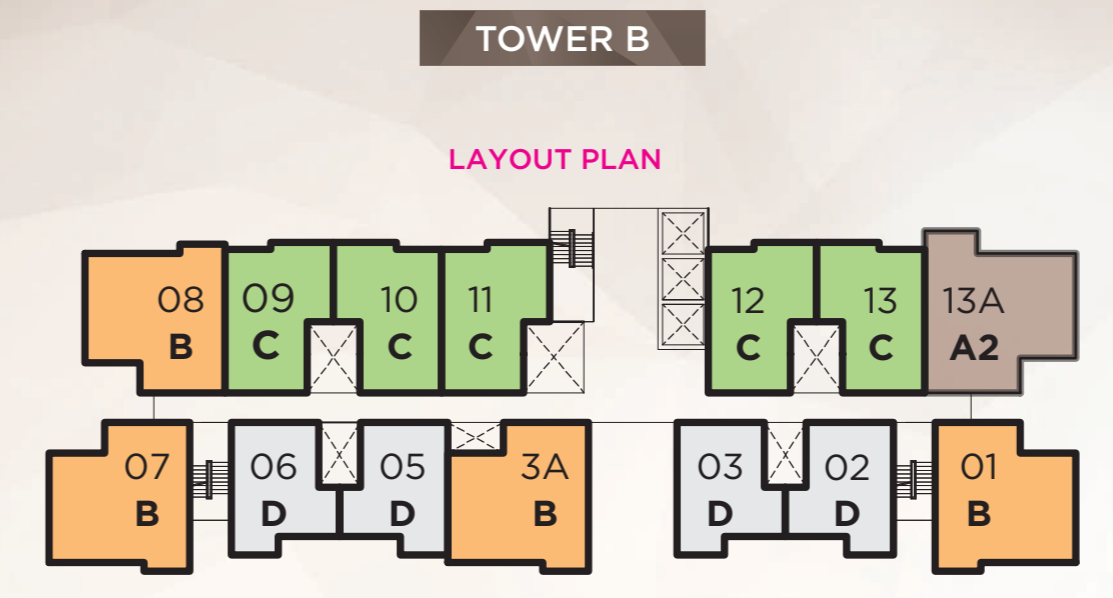 TOWER B
LAYOUT PLAN
08 09 10 11 12 13 13A
B C C C C C A2
07 06 05 3A 03 02 01
B D D B D D B